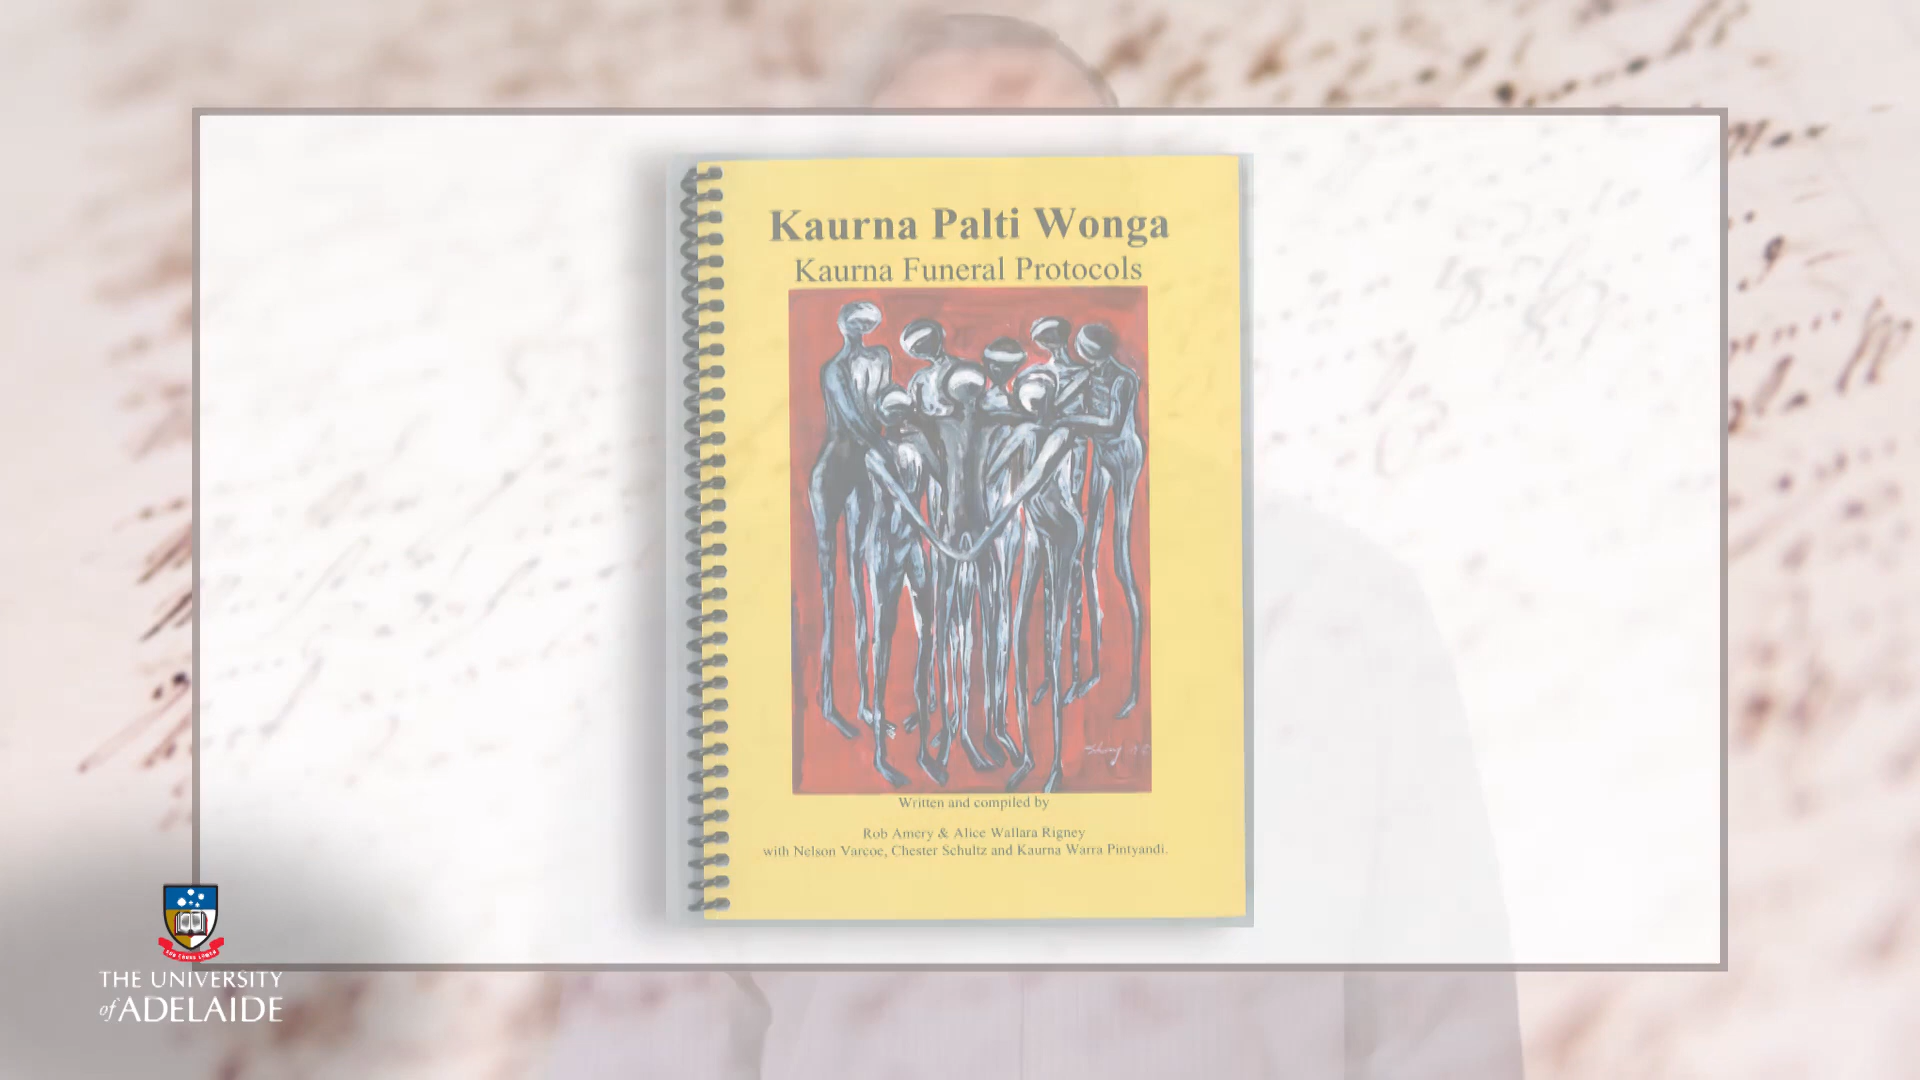 Kaurna Palti Wonga
Kaurna Funeral Protocols
Written and compiled by
Rob Amery & Alice Wallara Rigney
with Nelson Varcoe, Chester Schultz and Kaurna Warra Pintyandi.
THE UNIVERSITY
of ADELAIDE